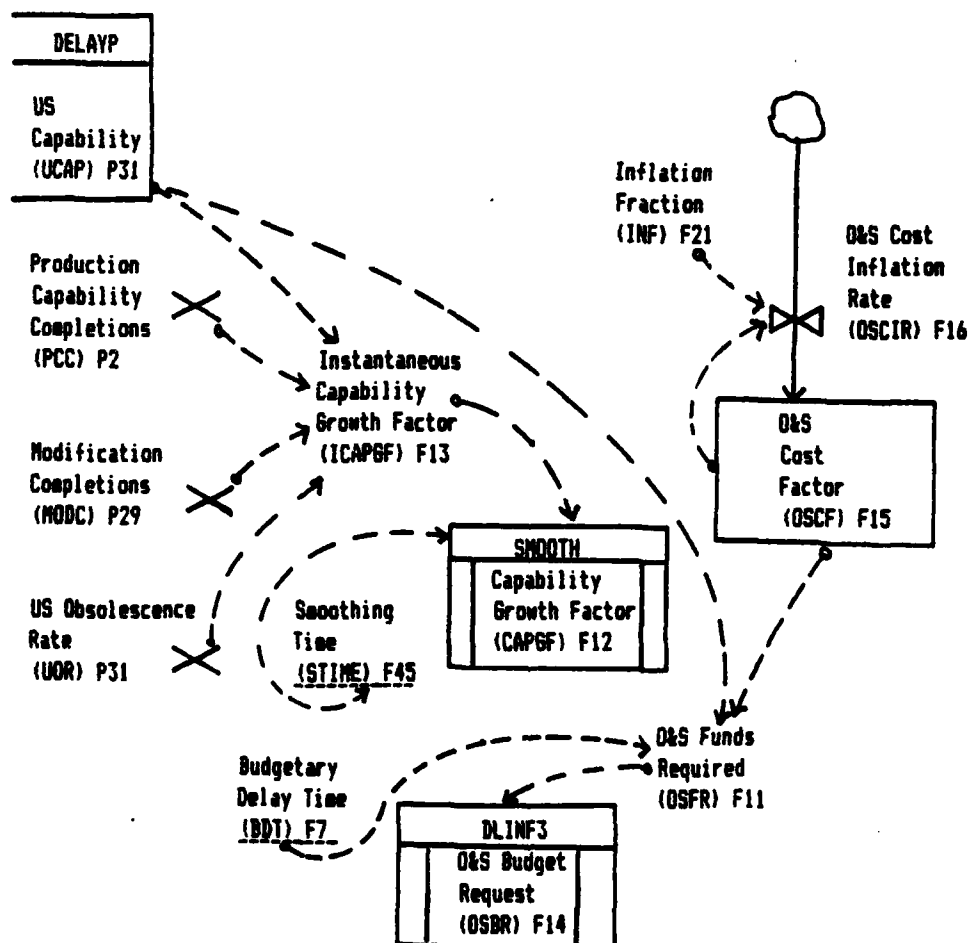 DELAYP
US
Capability
(UCAP) P31
Production
Capability
Completions
(PCC) P2
Modification
Completions
(MODC) P29
US Obsolescence
Rate
(UOR) P31
Instantaneous
Capability
Growth Factor
(ICAPGF) F13
Inflation
Fraction
(INF) F21
O&S Cost
Inflation
Rate
(OSCIR) F16
O&S
Cost
Factor
(OSCF) F15
SMOOTH
Capability
Growth Factor
(CAPGF) F12
Smoothing
Time
(STIME) F45
Budgetary
Delay Time
(BDT) F7
O&S Funds
Required
(OSFR) F11
DLINF3
O&S Budget
Request
(OSBR) F14